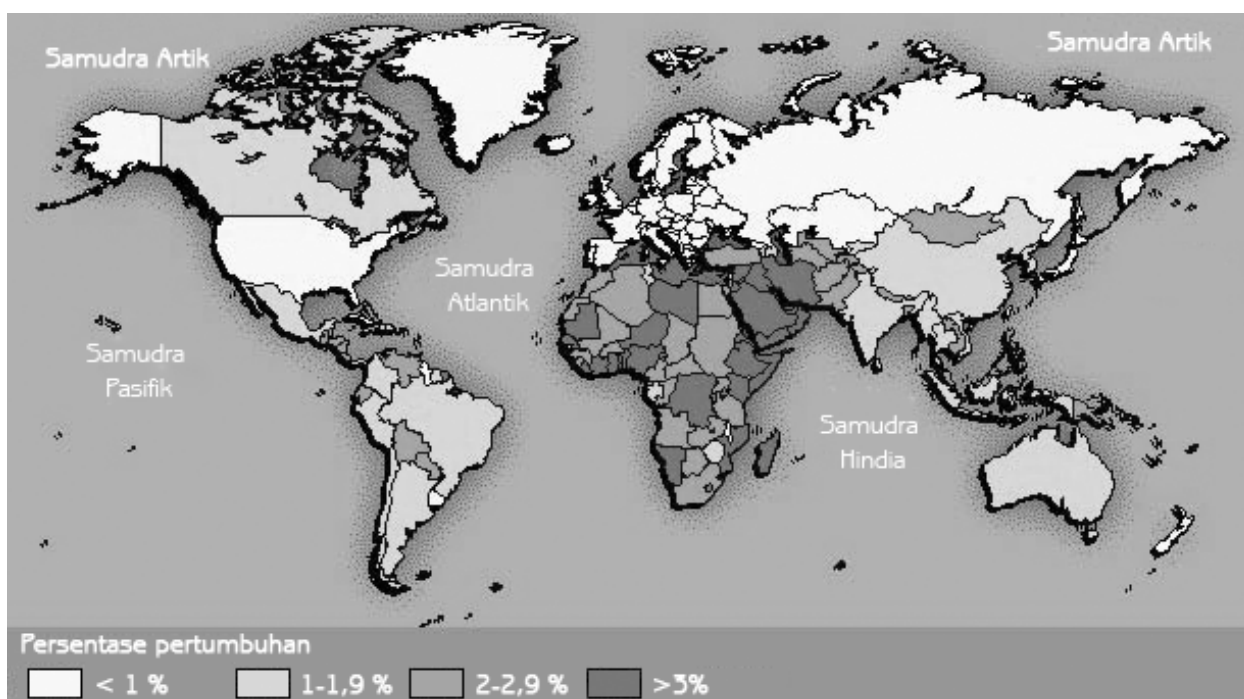 Samudra Artik
Samudra Artik
Samudra
Atlantik
Samudra
Pasifik
Samudra
Hindia
Persentase pertumbuhan
< 1 %
1-1,9 %
2-2,9 %
>3%